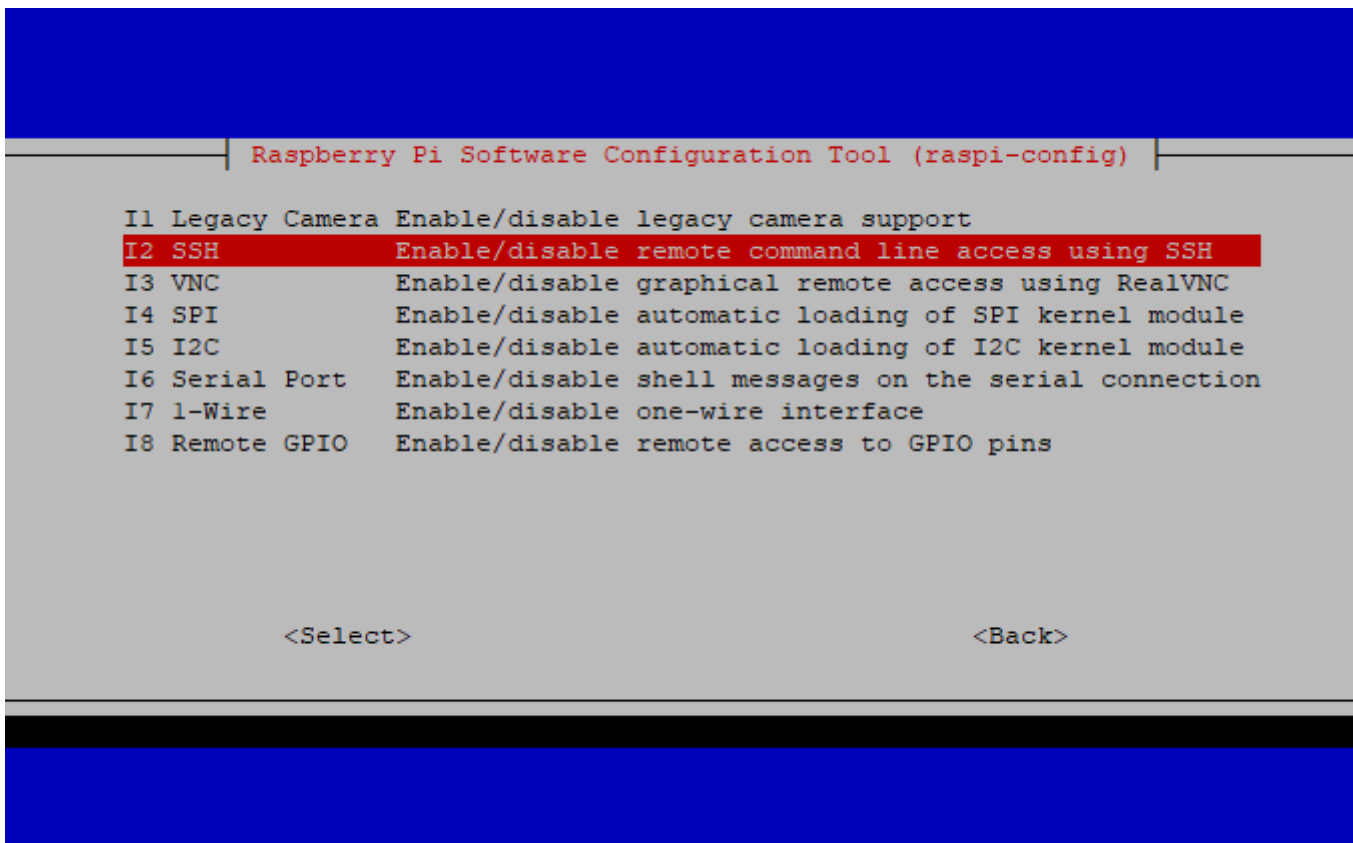 Raspberry Pi Software Configuration Tool (raspi-config)
I1 Legacy Camera Enable/disable legacy camera support
I2 SSH Enable/disable remote command line access using SSH
I3 VNC Enable/disable graphical remote access using RealVNC
I4 SPI Enable/disable automatic loading of SPI kernel module
I5 I2C Enable/disable automatic loading of I2C kernel module
I6 Serial Port Enable/disable shell messages on the serial connection
I7 1-Wire Enable/disable one-wire interface
I8 Remote GPIO Enable/disable remote access to GPIO pins
<Select> <Back>